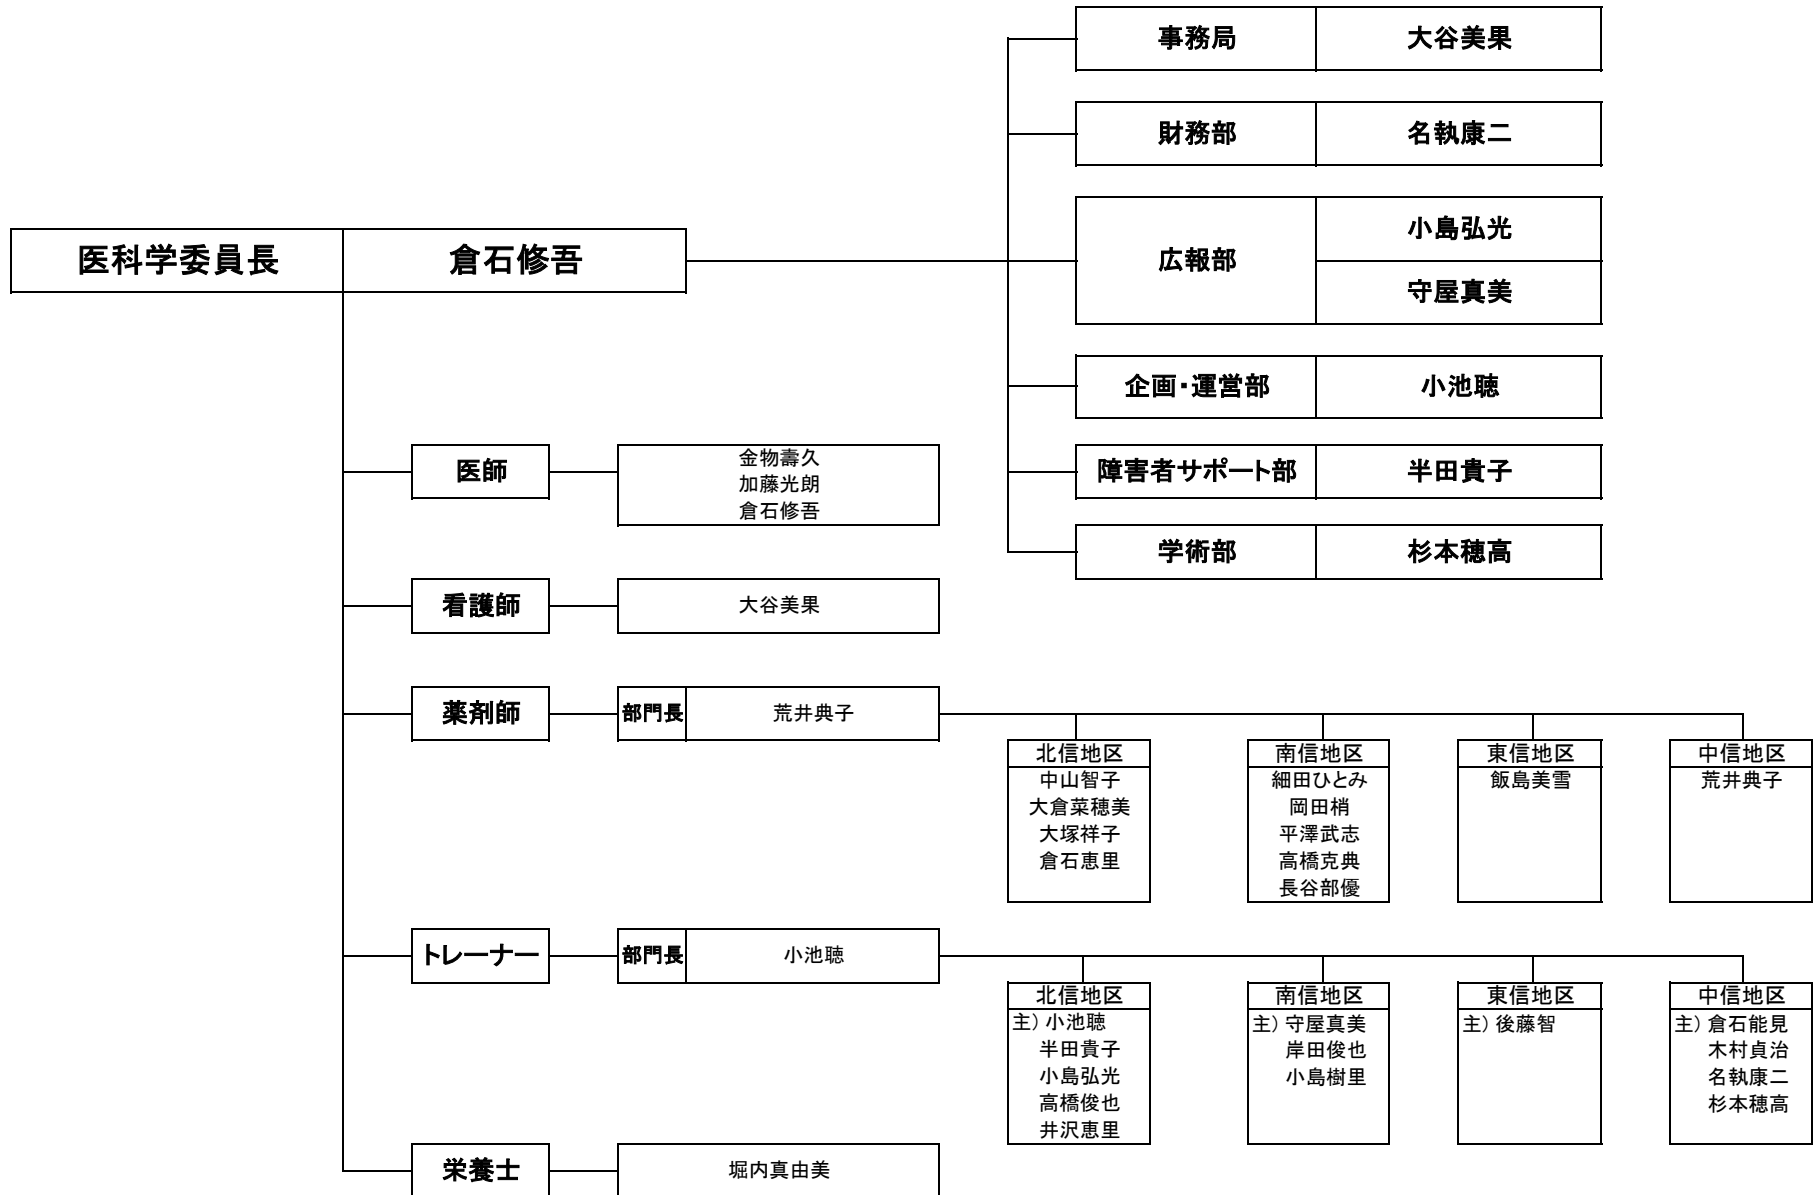 事務局 大谷美果
財務部 名執康二
広報部 小島弘光
守屋真美
医科学委員長 倉石修吾
企画・運営部 小池聴
障害者サポート部 半田貴子
学術部 杉本穂高
医師
金物壽久
加藤光朗
倉石修吾
看護師 大谷美果
薬剤師 部門長 荒井典子
北信地区
中山智子
大倉菜穂美
大塚祥子
倉石恵里
南信地区
細田ひとみ
岡田梢
平澤武志
高橋克典
長谷部優
東信地区
飯島美雪
中信地区
荒井典子
トレーナー 部門長 小池聴
北信地区
主）小池聴
半田貴子
小島弘光
高橋俊也
井沢恵里
南信地区
主）守屋真美
岸田俊也
小島樹里
東信地区
主）後藤智
中信地区
主）倉石能見
木村貞治
名執康二
杉本穂高
栄養士 堀内真由美